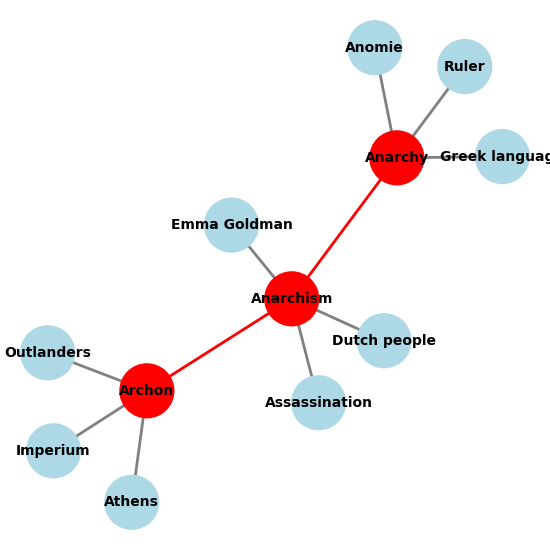 Anomie
Ruler
Anarchy
Greek languag
Emma Goldman
Anarchism
Dutch people
Outlanders
Archon
Assassination
Imperium
Athens